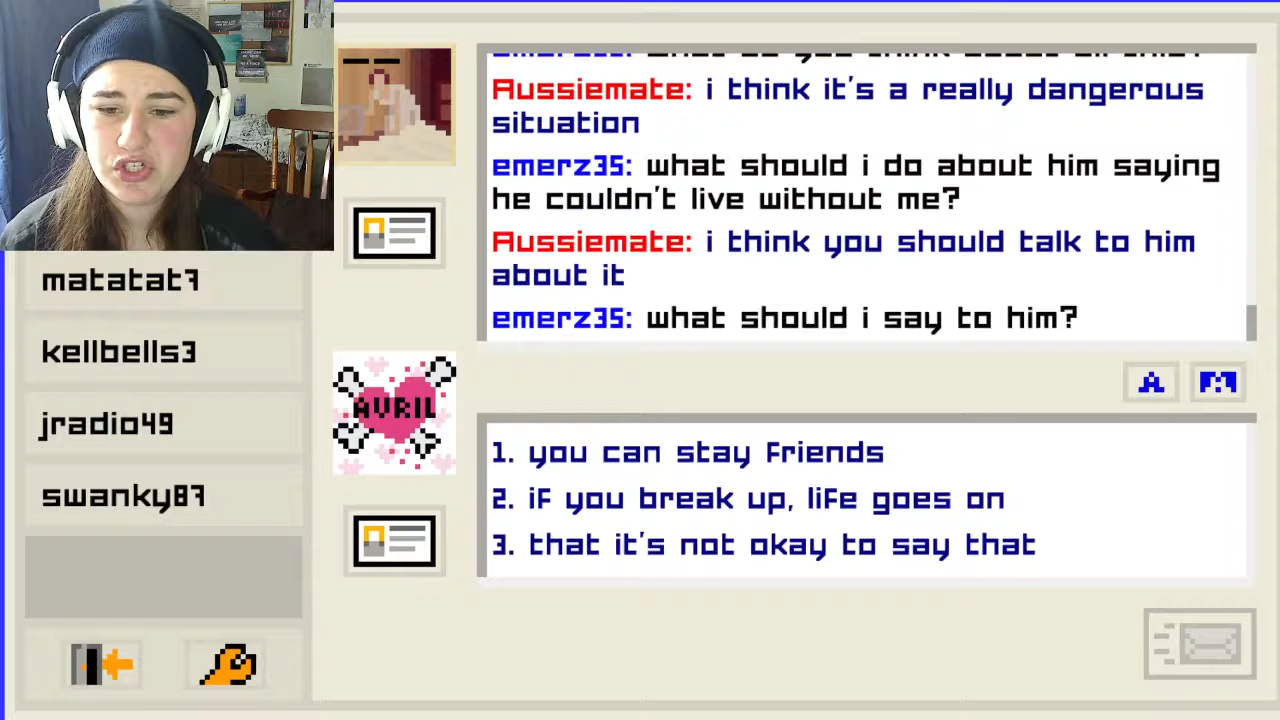 Aussiemate: i think it's a really dangerous
situation
emerz35: what should i do about him saying
he couldn't live without me?
Aussiemate: i think you should talk to him
about it
emerz35: what should i say to him?
matatat7
kellbells3
jradio49
swanky87
AVRIL
A M
1. you can stay friends
2. if you break up, life goes on
3. that it's not okay to say that